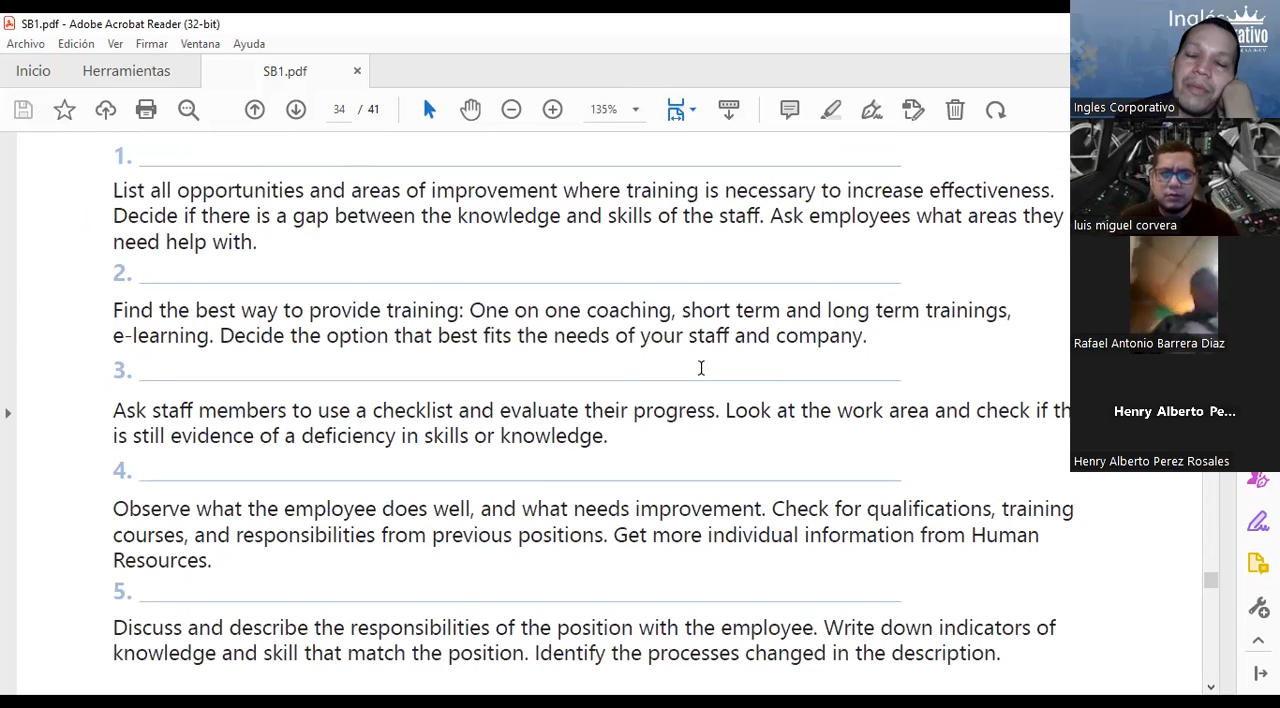 SB1.pdf - Adobe Acrobat Reader (32-bit)
Archivo Edición Ver Firmar Ventana Ayuda
Inicio Herramientas SB1.pdf ×
34 / 41 135%
1.
List all opportunities and areas of improvement where training is necessary to increase effectiveness.
Decide if there is a gap between the knowledge and skills of the staff. Ask employees what areas they
need help with.
2.
Find the best way to provide training: One on one coaching, short term and long term trainings,
e-learning. Decide the option that best fits the needs of your staff and company.
3.
Ask staff members to use a checklist and evaluate their progress. Look at the work area and check if th
is still evidence of a deficiency in skills or knowledge.
4.
Observe what the employee does well, and what needs improvement. Check for qualifications, training
courses, and responsibilities from previous positions. Get more individual information from Human
Resources.
5.
Discuss and describe the responsibilities of the position with the employee. Write down indicators of
knowledge and skill that match the position. Identify the processes changed in the description.
Ingles Corporativo
luis miguel corvera
Rafael Antonio Barrera Diaz
Henry Alberto Pe...
Henry Alberto Perez Rosales